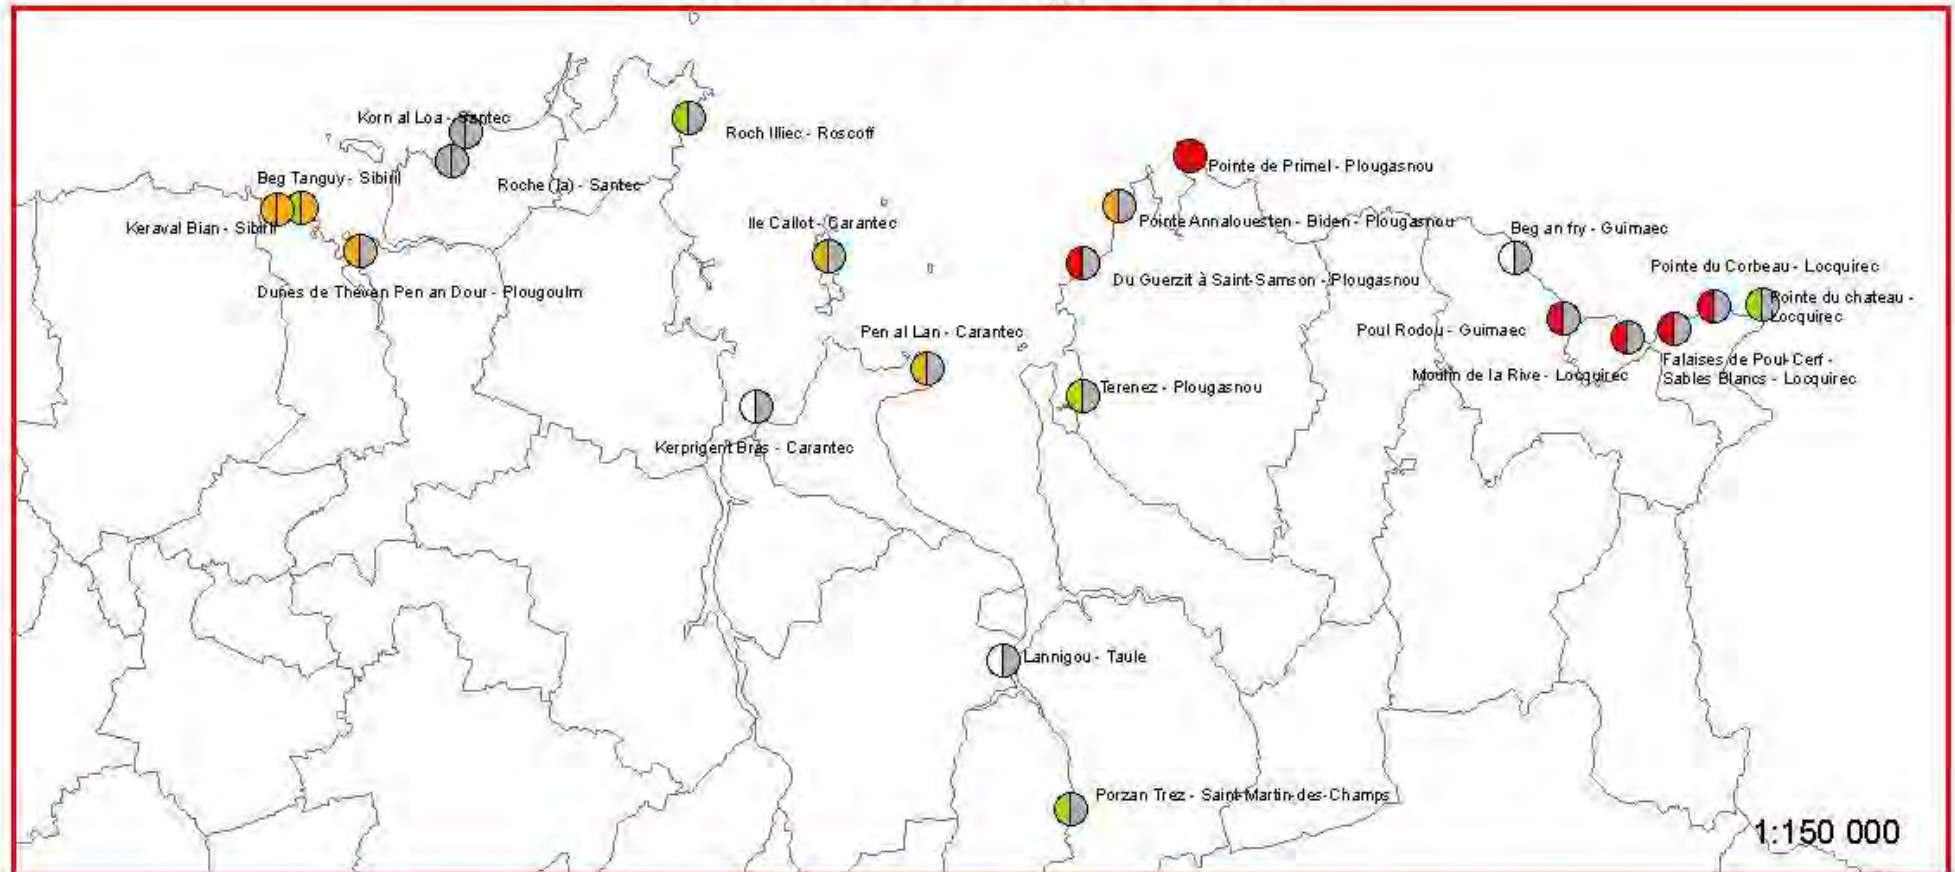 Korn al Loa - Santec
Roch Illiec - Roscoff
Pointe de Primel - Plougasnou
Beg Tanguy - Sibiril
Roche (la) - Santec
Keraval Bian - Sibiril
Ile Callot - Carantec
Pointe Annalouesten - Biden - Plougasnou
Beg an fry - Guimaec
Pointe du Corbeau - Locquirec
Dunes de Theven Pen an Dour - Plougoulm
Du Guerzit à Saint-Samson - Plougasnou
Pointe du chateau -
Locquirec
Pen al Lan - Carantec
Poul Rodou - Guimaec
Falaises de Poul-Cerf -
Sables Blancs - Locquirec
Moulin de la Rive - Locquirec
Terenez - Plougasnou
Kerprigent Bras - Carantec
Lannigou - Taule
Porzan Trez - Saint-Martin-des-Champs
1:150 000